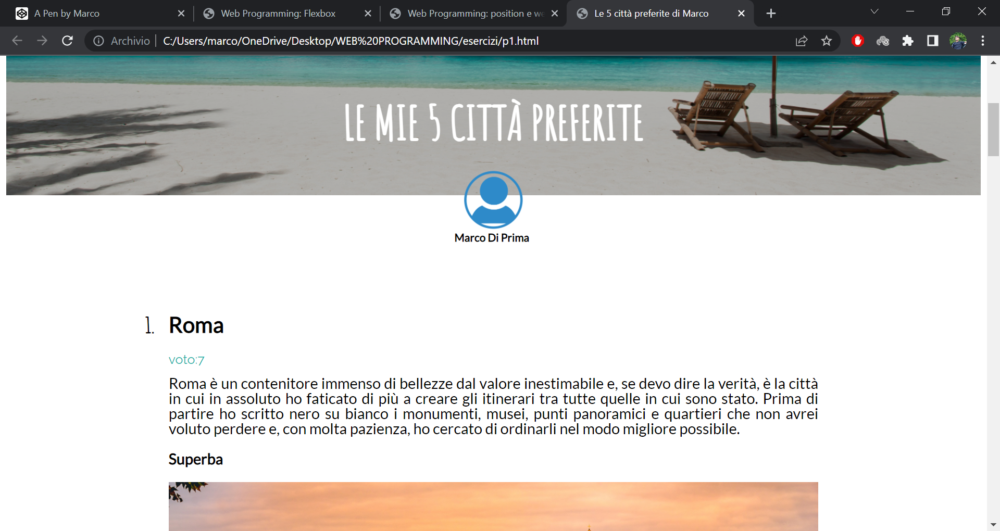 A Pen by Marco
Web Programming: Flexbox
Web Programming: position e we
Le 5 città preferite di Marco
Archivio
C:/Users/marco/OneDrive/Desktop/WEB%20PROGRAMMING/esercizi/p1.html
LE MIE 5 CITTÀ PREFERITE
Marco Di Prima
1. Roma
voto:7
Roma è un contenitore immenso di bellezze dal valore inestimabile e, se devo dire la verità, è la città
in cui in assoluto ho faticato di più a creare gli itinerari tra tutte quelle in cui sono stato. Prima di
partire ho scritto nero su bianco i monumenti, musei, punti panoramici e quartieri che non avrei
voluto perdere e, con molta pazienza, ho cercato di ordinarli nel modo migliore possibile.
Superba